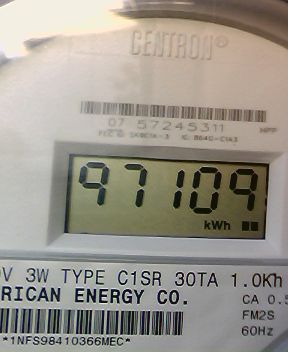 CENTRON®
07 57245311
97109
kWh
V 3W TYPE C1SR 30TA 1.0Kh
RICAN ENERGY CO.
CA 0.5
FM2S
60Hz
*1NFS98410366MEC*